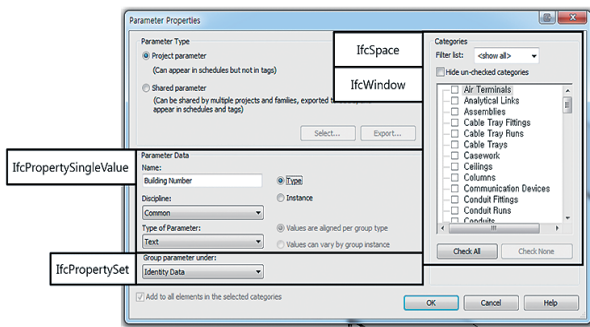 Parameter Properties
Parameter Type
Project parameter
(Can appear in schedules but not in tags)
Shared parameter
(Can be shared by multiple projects and families, exported to
appear in schedules and tags)
Select...
Export...
IfcSpace
IfcWindow
IfcPropertySingleValue
Parameter Data
Name:
Building Number
Type
Discipline:
Instance
Common
Type of Parameter:
Values are aligned per group type
Text
Values can vary by group instance
IfcPropertySet
Group parameter under:
Identity Data
Add to all elements in the selected categories
Categories
Filter list:
<show all>
Hide un-checked categories
Air Terminals
Analytical Links
Assemblies
Cable Tray Fittings
Cable Tray Runs
Cable Trays
Casework
Ceilings
Columns
Communication Devices
Conduit Fittings
Conduit Runs
Conduits
Check All
Check None
OK
Cancel
Help